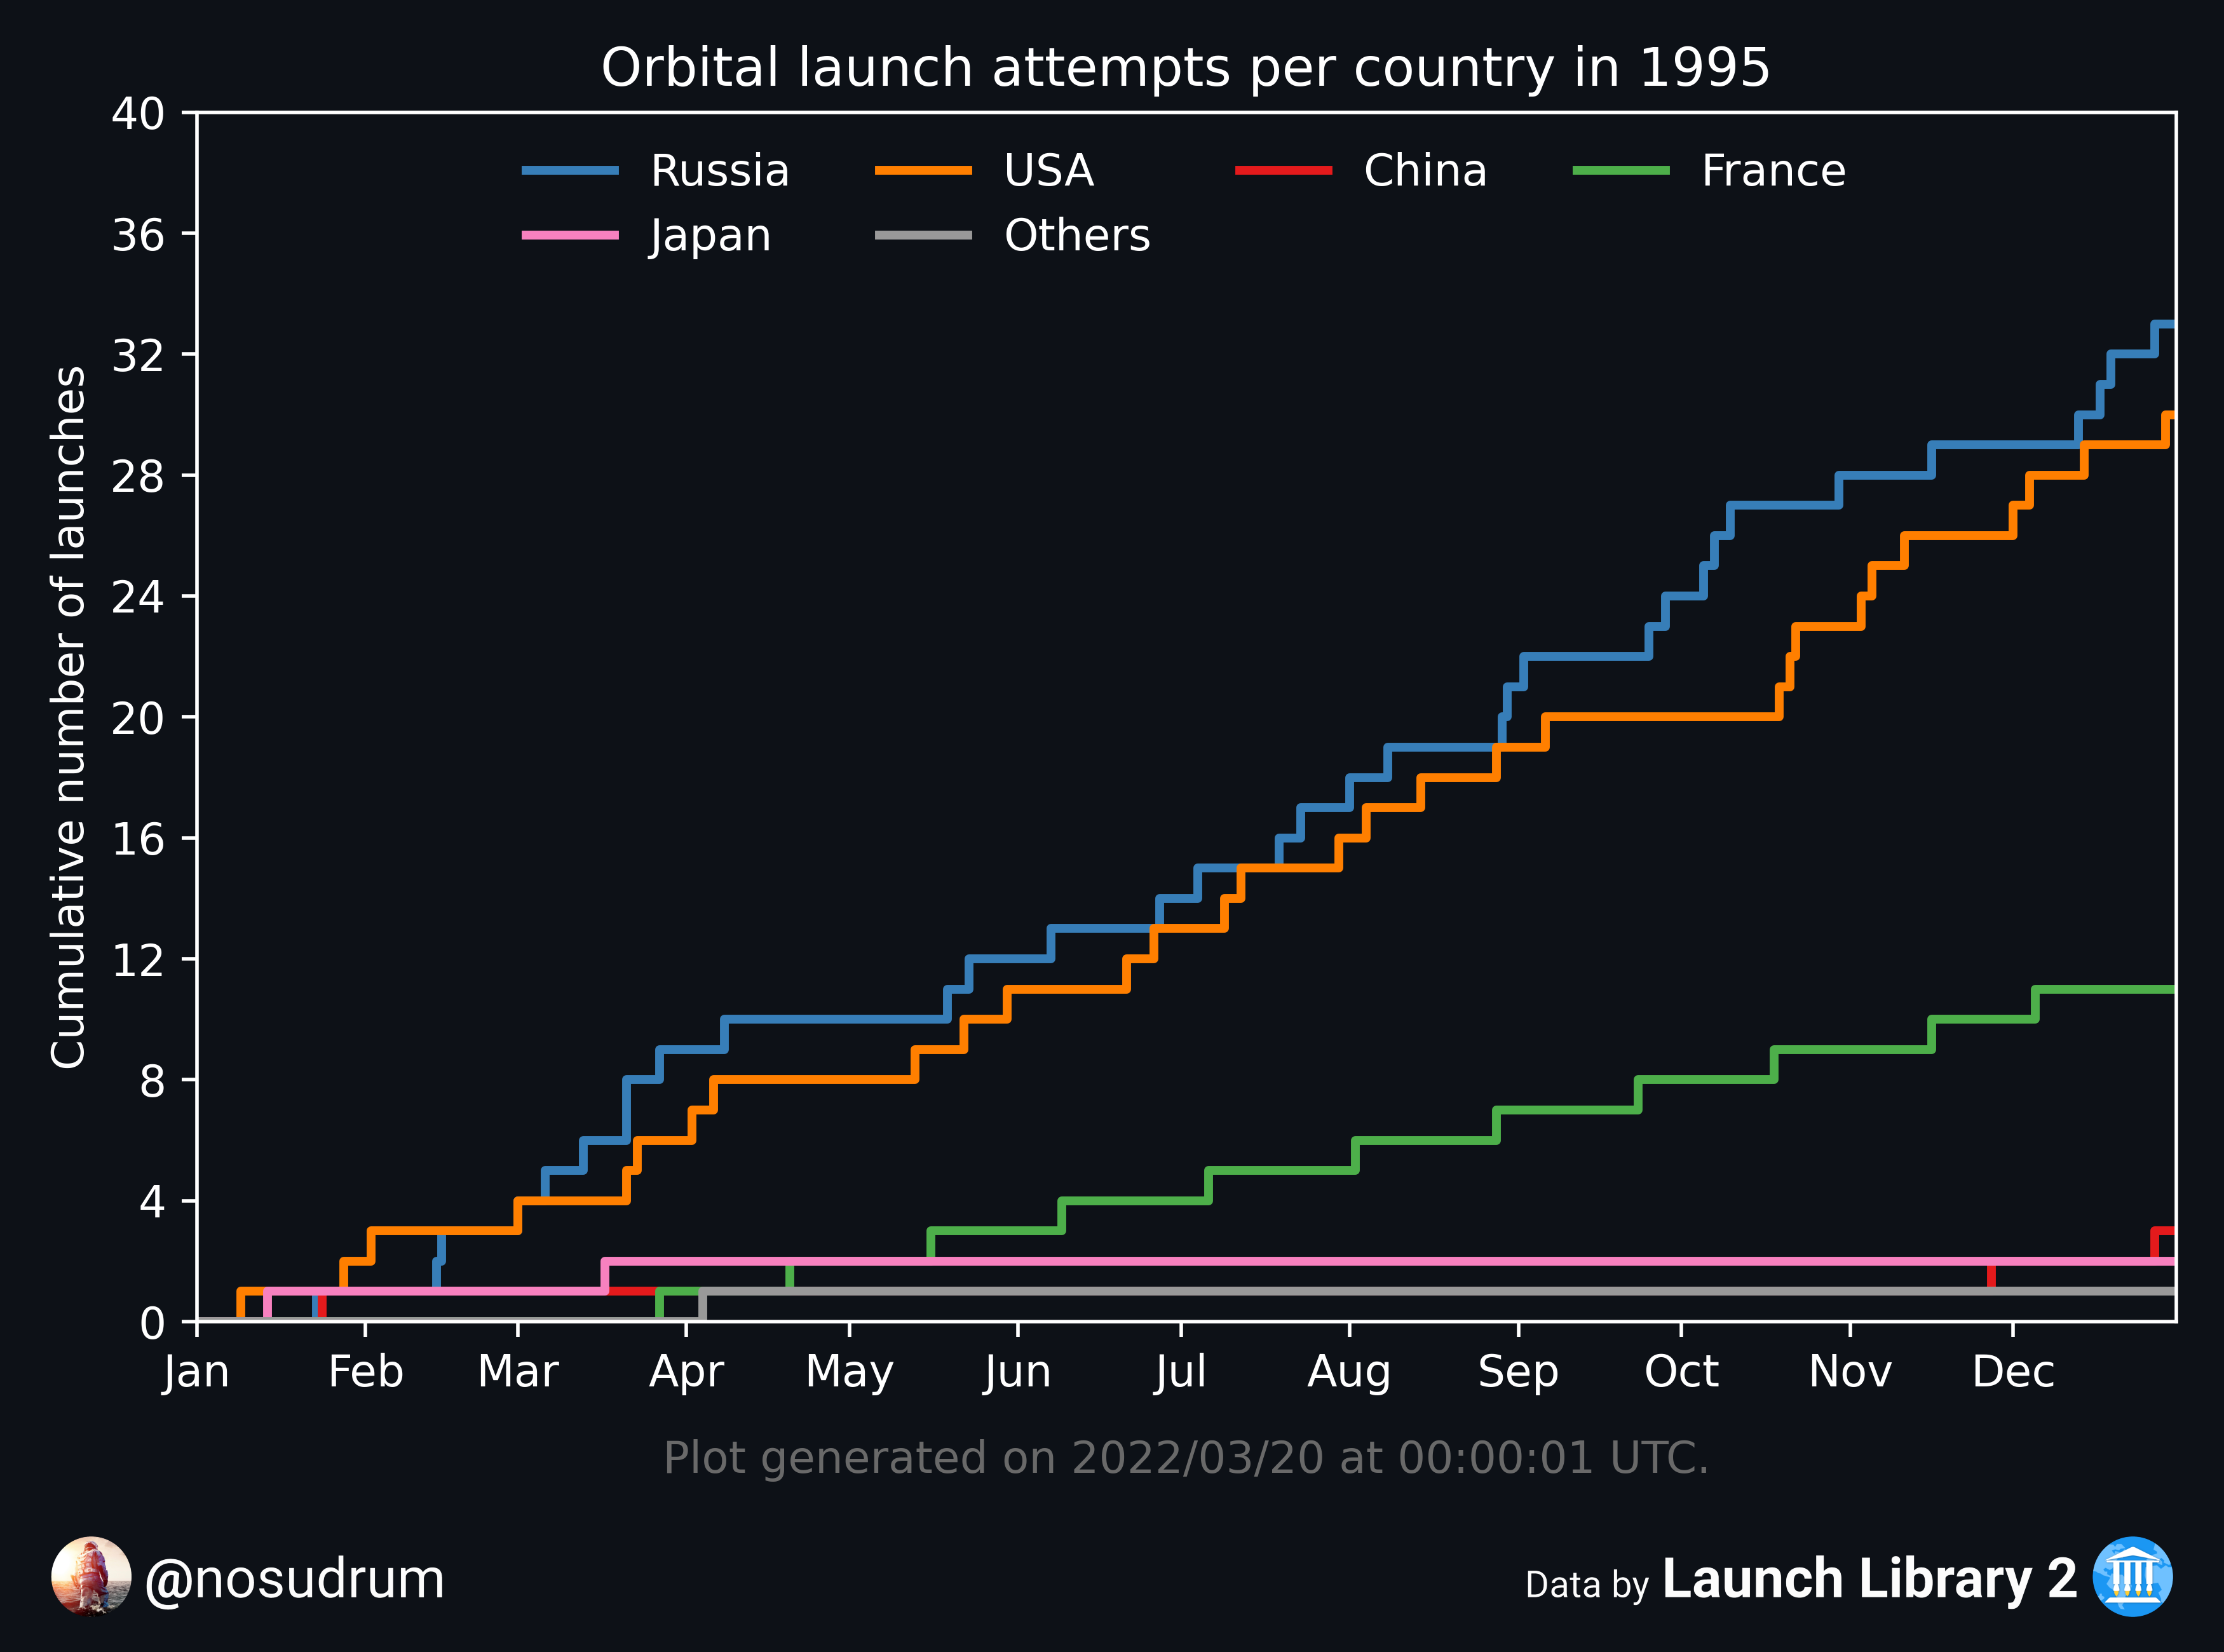 Orbital launch attempts per country in 1995
40
36
32
28
24
20
16
12
8
4
0
Cumulative number of launches
Russia USA China France
Japan Others
Jan Feb Mar Apr May Jun Jul Aug Sep Oct Nov Dec
Plot generated on 2022/03/20 at 00:00:01 UTC.
@nosudrum
Data by Launch Library 2